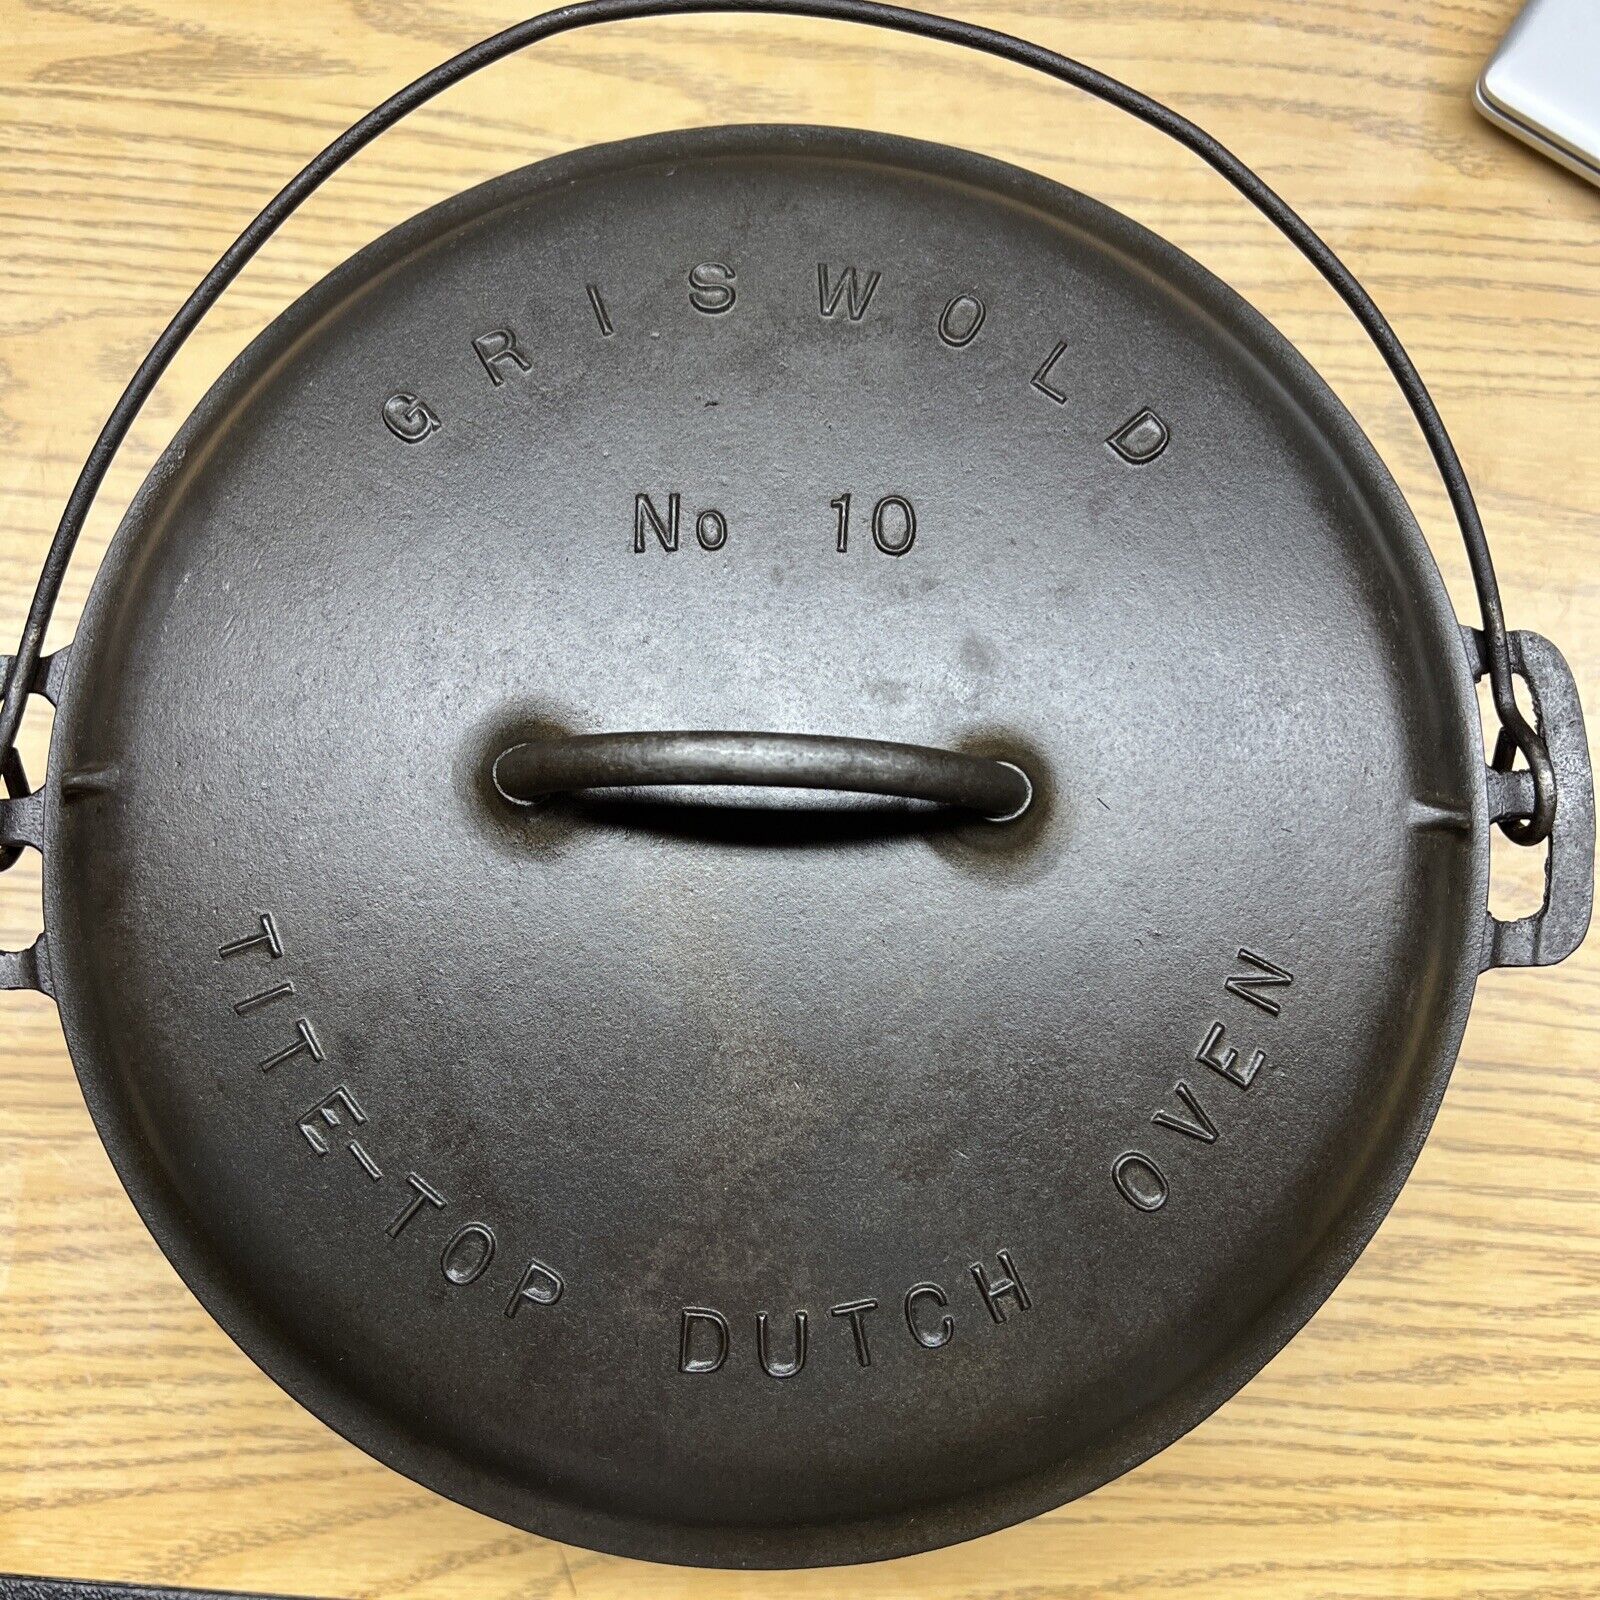 GRISWOLD
No 10
TITE-TOP DUTCH OVEN